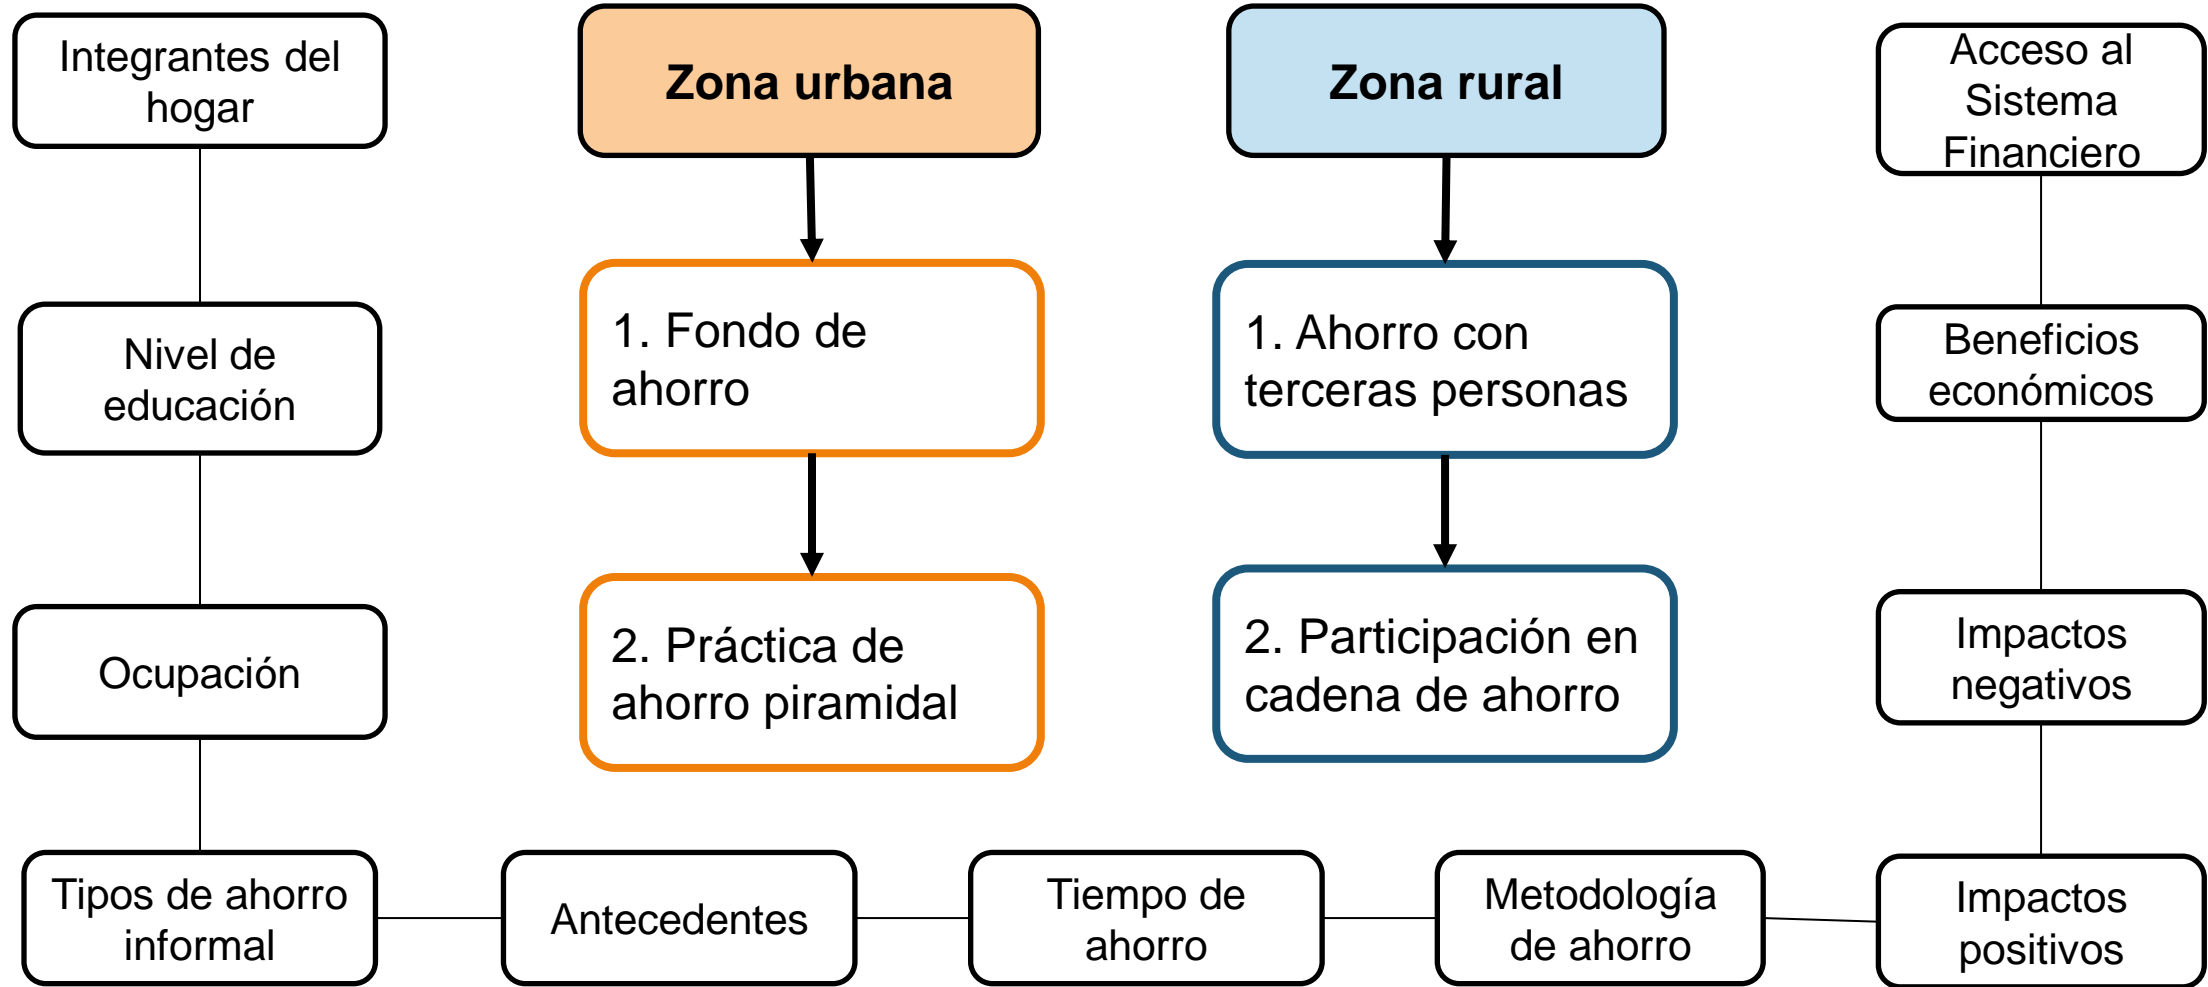 Integrantes del
hogar
Zona urbana
Zona rural
Acceso al
Sistema
Financiero
Nivel de
educación
1. Fondo de
ahorro
1. Ahorro con
terceras personas
Beneficios
económicos
Ocupación
2. Práctica de
ahorro piramidal
2. Participación en
cadena de ahorro
Impactos
negativos
Tipos de ahorro
informal
Antecedentes
Tiempo de
ahorro
Metodología
de ahorro
Impactos
positivos